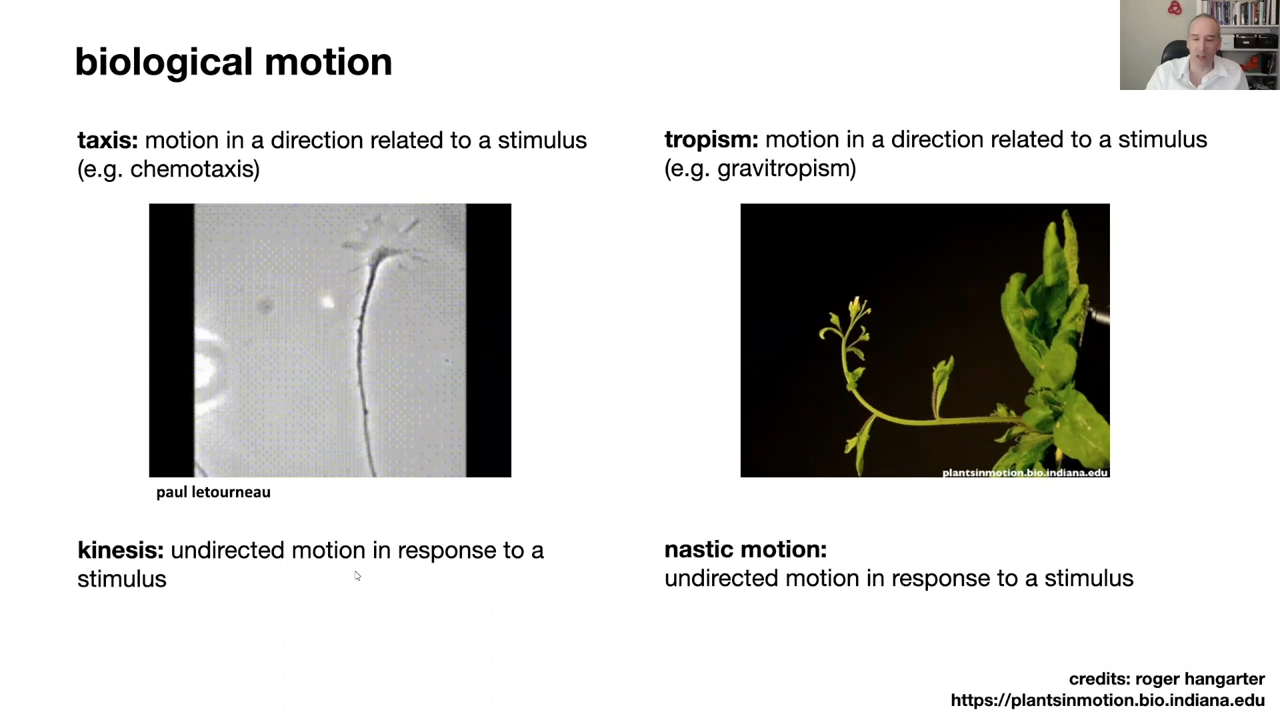 biological motion
taxis: motion in a direction related to a stimulus
(e.g. chemotaxis)
paul letourneau
kinesis: undirected motion in response to a
stimulus
tropism: motion in a direction related to a stimulus
(e.g. gravitropism)
plantsinmotion.bio.indiana.edu
nastic motion:
undirected motion in response to a stimulus
credits: roger hangarter
https://plantsinmotion.bio.indiana.edu